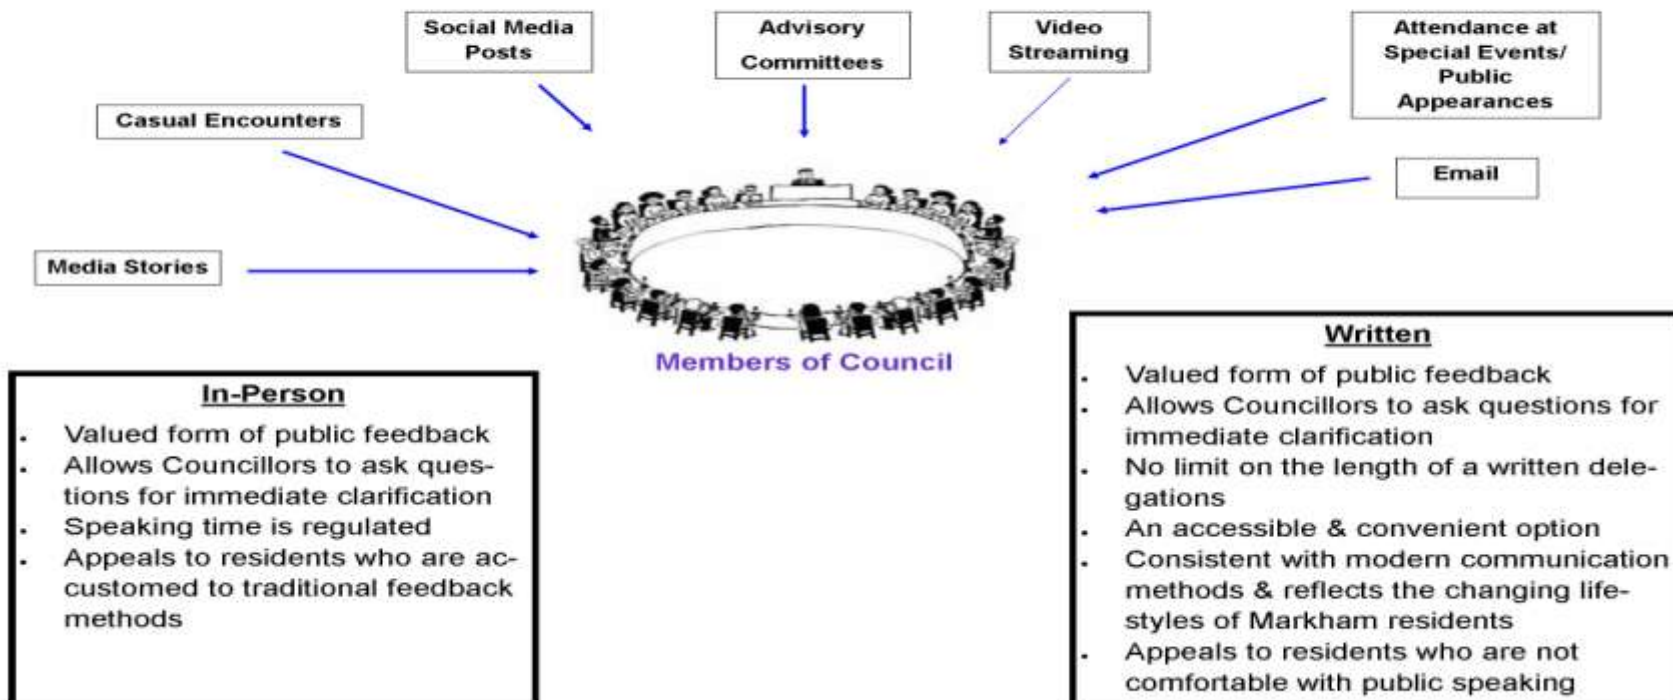 Social Media
Posts
Advisory
Committees
Video
Streaming
Attendance at
Special Events/
Public
Appearances
Casual Encounters
Email
Media Stories
Members of Council
In-Person
. Valued form of public feedback
. Allows Councillors to ask ques-
tions for immediate clarification
. Speaking time is regulated
. Appeals to residents who are ac-
customed to traditional feedback
methods
Written
. Valued form of public feedback
. Allows Councillors to ask questions for
immediate clarification
. No limit on the length of a written dele-
gations
. An accessible & convenient option
. Consistent with modern communication
methods & reflects the changing life-
styles of Markham residents
. Appeals to residents who are not
comfortable with public speaking